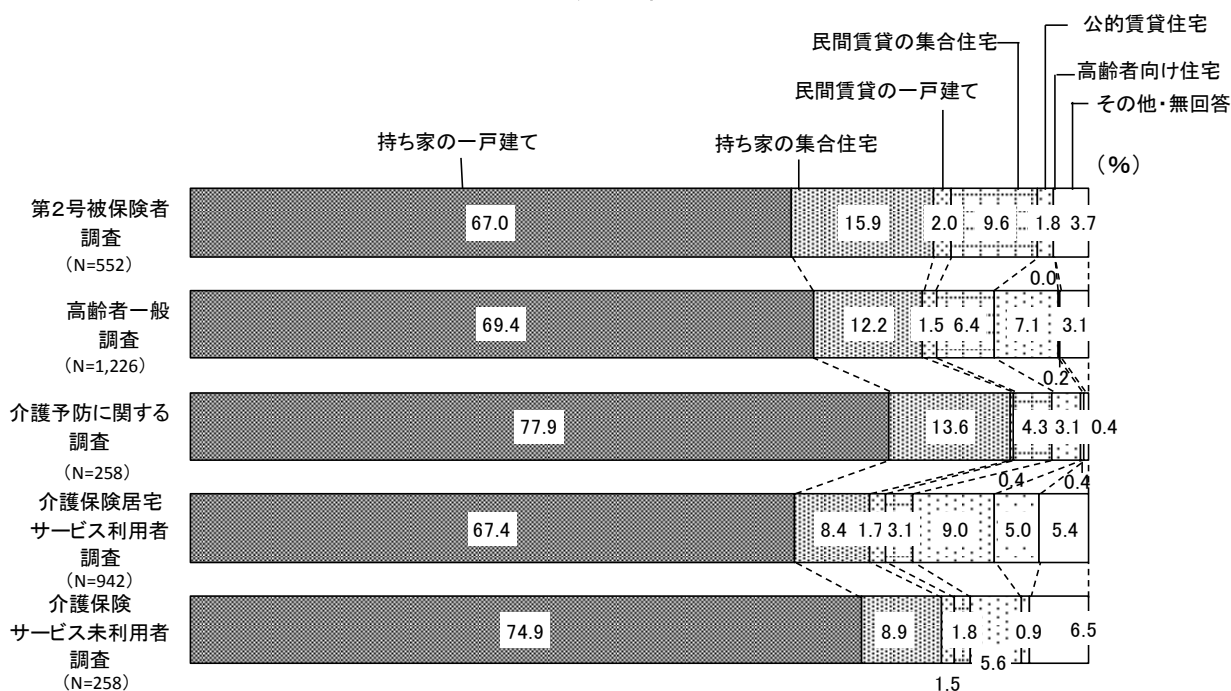 公的賃貸住宅
民間賃貸の集合住宅
高齢者向け住宅
民間賃貸の一戸建て
その他・無回答
持ち家の一戸建て
持ち家の集合住宅
(%)
第2号被保険者
調査
(N=552)
67.0 15.9 2.0 9.6 1.8 3.7
0.0
高齢者一般
調査
(N=1,226)
69.4 12.2 1.5 6.4 7.1 3.1
0.2
介護予防に関する
調査
(N=258)
77.9 13.6 4.3 3.1 0.4
0.4 0.4
介護保険居宅
サービス利用者
調査
(N=942)
67.4 8.4 1.7 3.1 9.0 5.0 5.4
介護保険
サービス未利用者
調査
(N=258)
74.9 8.9 1.8 0.9 6.5
5.6
1.5